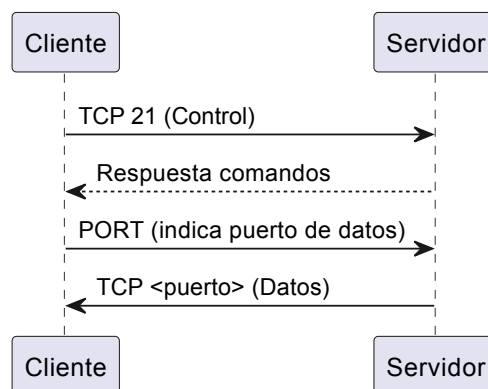 Cliente
Servidor
TCP 21 (Control)
Respuesta comandos
PORT (indica puerto de datos)
TCP <puerto> (Datos)
Cliente
Servidor